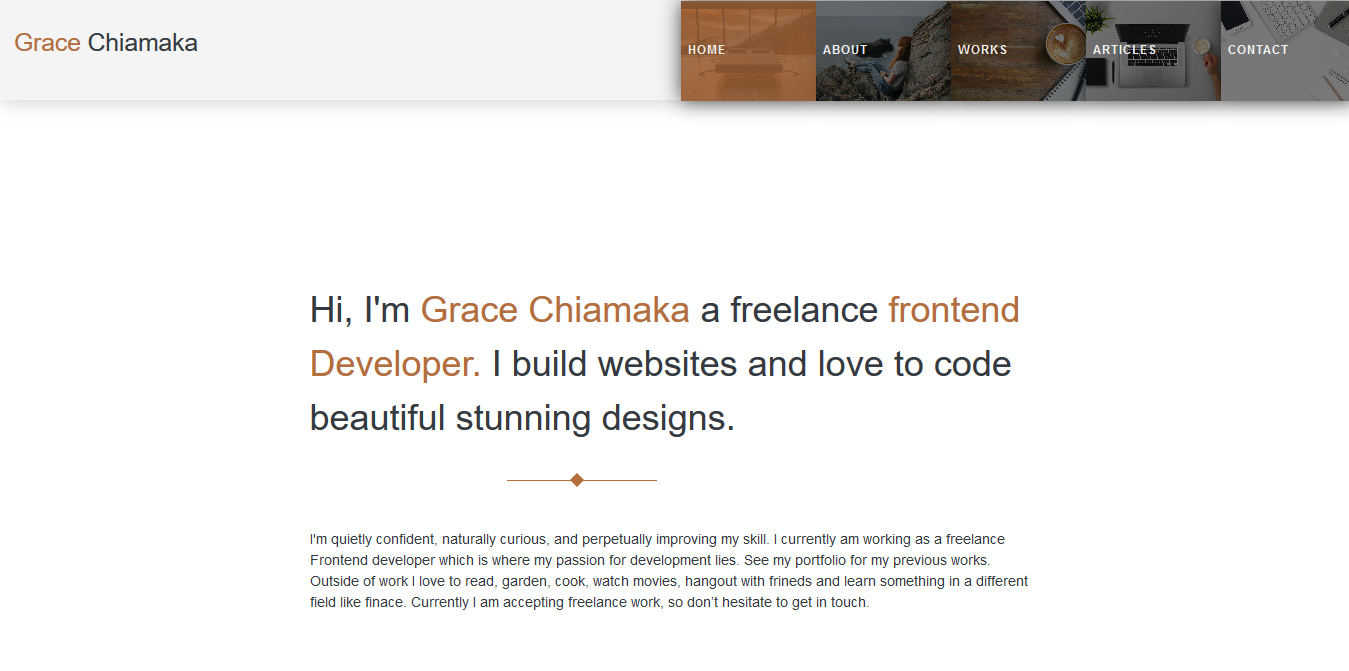 Grace Chiamaka
HOME
ABOUT
WORKS
ARTICLES
CONTACT
Hi, I'm Grace Chiamaka a freelance frontend
Developer. I build websites and love to code
beautiful stunning designs.
I'm quietly confident, naturally curious, and perpetually improving my skill. I currently am working as a freelance
Frontend developer which is where my passion for development lies. See my portfolio for my previous works.
Outside of work I love to read, garden, cook, watch movies, hangout with frineds and learn something in a different
field like finace. Currently I am accepting freelance work, so don’t hesitate to get in touch.